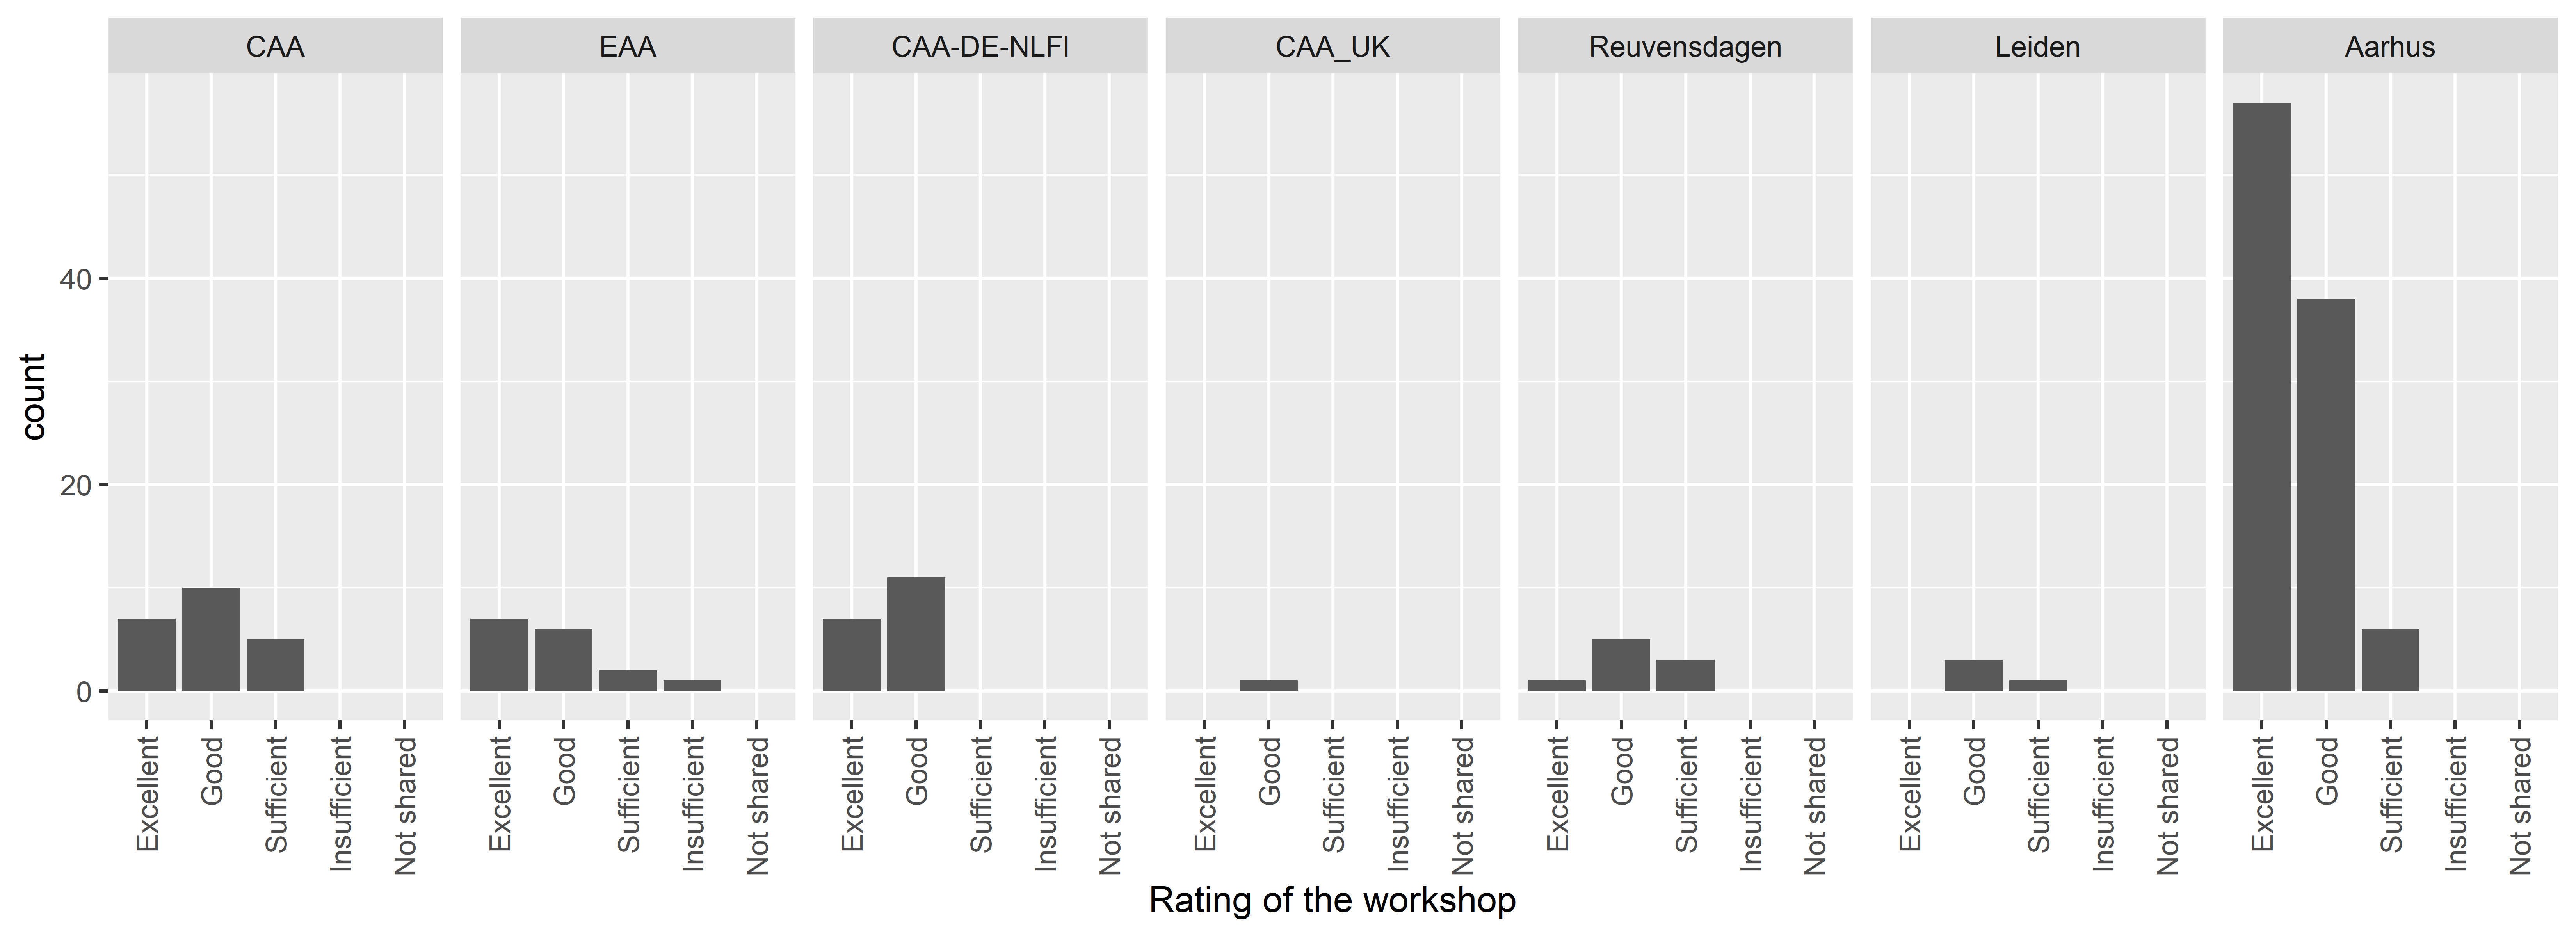 CAA EAA CAA-DE-NLFI CAA_UK Reuvensdagen Leiden Aarhus
count
40
20
0
Excellent Good Sufficient Insufficient Not shared Excellent Good Sufficient Insufficient Not shared Excellent Good Sufficient Insufficient Not shared Excellent Good Sufficient Insufficient Not shared Excellent Good Sufficient Insufficient Not shared Excellent Good Sufficient Insufficient Not shared Excellent Good Sufficient Insufficient Not shared
Rating of the workshop